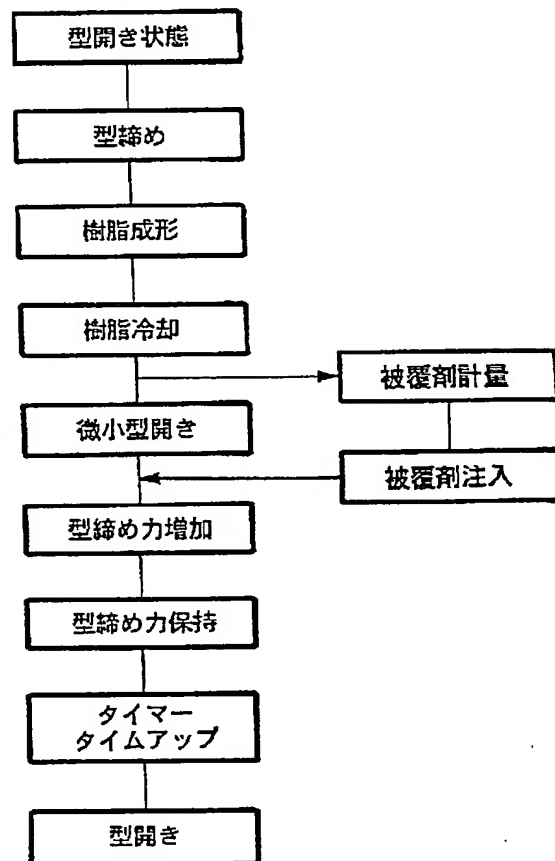 型開き状態
型締め
樹脂成形
樹脂冷却
被覆剤計量
微小型開き
被覆剤注入
型締め力増加
型締め力保持
タイマー
タイムアップ
型開き